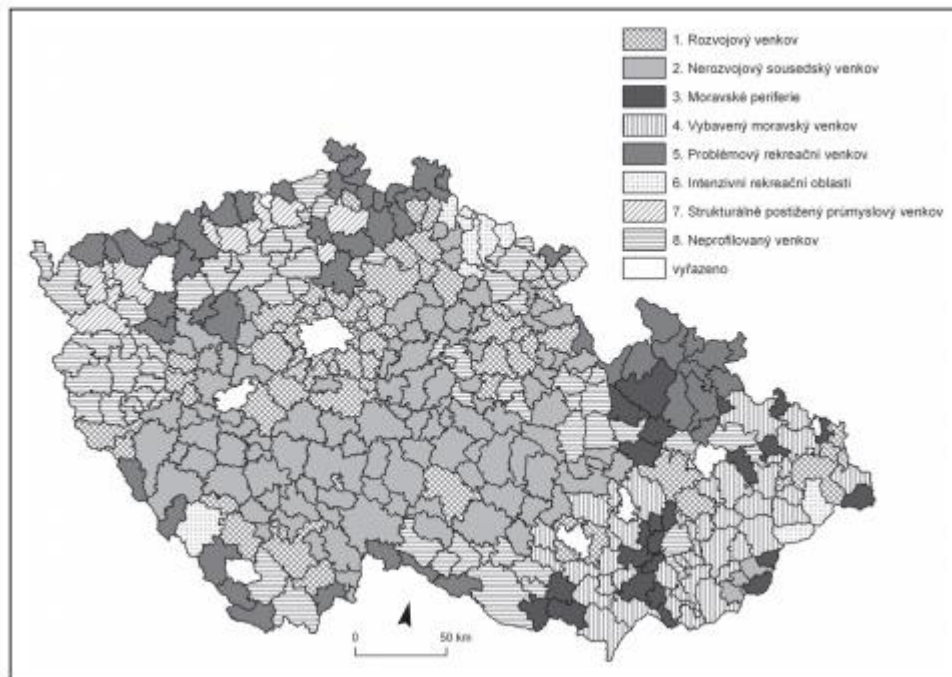 1. Rozvojový venkov
2. Nerozvojový sousedský venkov
3. Moravské periferie
4. Vybavený moravský venkov
5. Problémový rekreační venkov
6. Intenzivní rekreační oblasti
7. Strukturálně postižený průmyslový venkov
8. Neprofilovaný venkov
vyřazeno
0 50 km